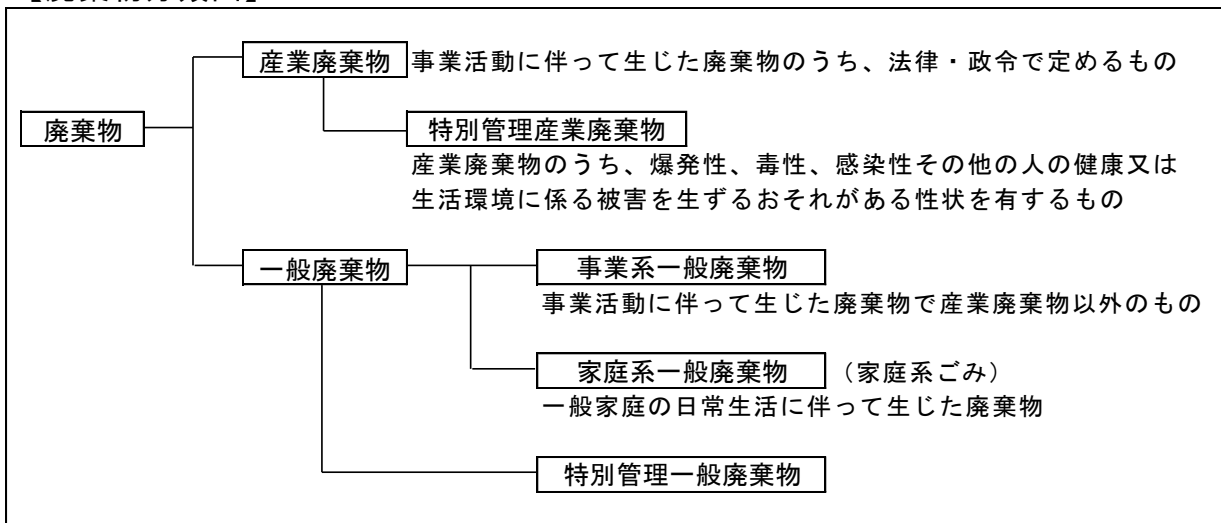 産業廃棄物 事業活動に伴って生じた廃棄物のうち、法律・政令で定めるもの
廃棄物
特別管理産業廃棄物
産業廃棄物のうち、爆発性、毒性、感染性その他の人の健康又は
生活環境に係る被害を生ずるおそれがある性状を有するもの
一般廃棄物
事業系一般廃棄物
事業活動に伴って生じた廃棄物で産業廃棄物以外のもの
家庭系一般廃棄物 （家庭系ごみ）
一般家庭の日常生活に伴って生じた廃棄物
特別管理一般廃棄物